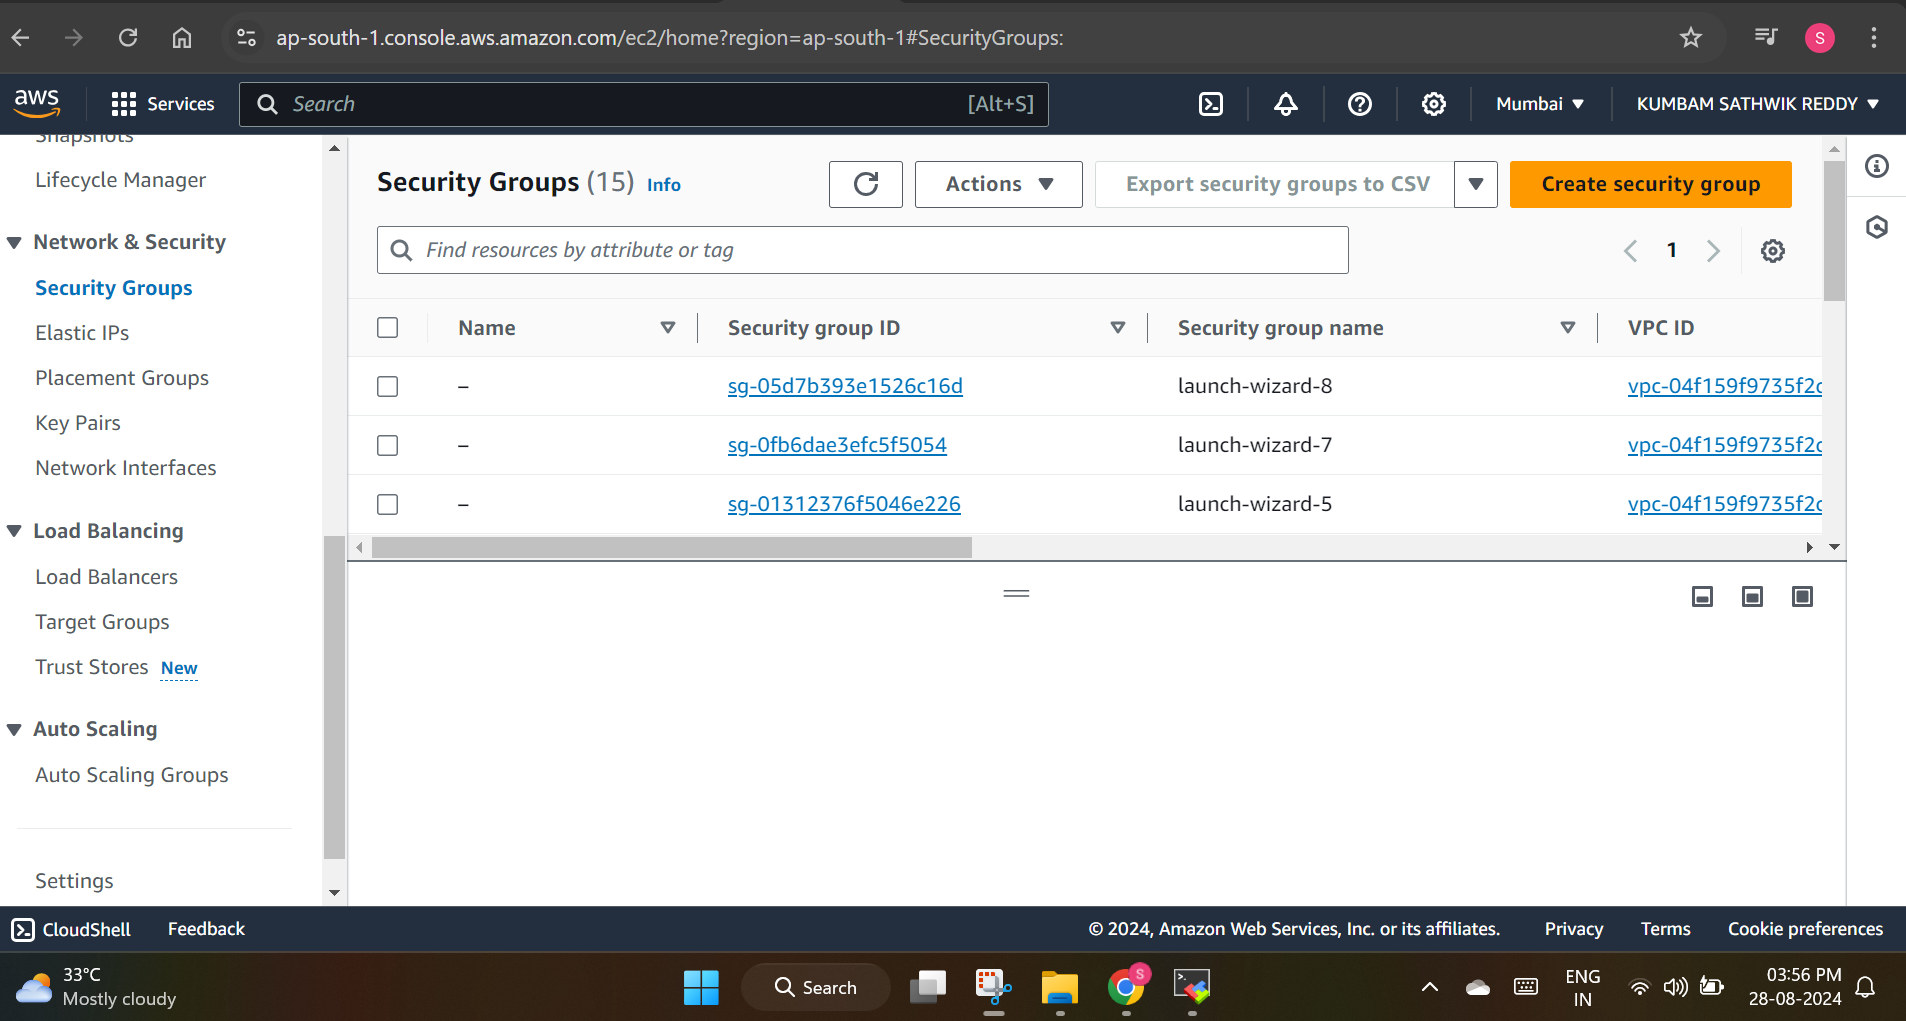 ap-south-1.console.aws.amazon.com/ec2/home?region=ap-south-1#SecurityGroups:
S
aws
Services
Search
[Alt+S]
Mumbai
KUMBAM SATHWIK REDDY
Snapshots
Lifecycle Manager
Network & Security
Security Groups
Elastic IPs
Placement Groups
Key Pairs
Network Interfaces
Load Balancing
Load Balancers
Target Groups
Trust Stores New
Auto Scaling
Auto Scaling Groups
Settings
Security Groups (15) Info
Actions
Export security groups to CSV
Create security group
Find resources by attribute or tag
1
Name Security group ID Security group name VPC ID
– sg-05d7b393e1526c16d launch-wizard-8 vpc-04f159f9735f2c
– sg-0fb6dae3efc5f5054 launch-wizard-7 vpc-04f159f9735f2c
– sg-01312376f5046e226 launch-wizard-5 vpc-04f159f9735f2c
CloudShell
Feedback
© 2024, Amazon Web Services, Inc. or its affiliates.
Privacy
Terms
Cookie preferences
33°C
Mostly cloudy
Search
S
ENG
IN
03:56 PM
28-08-2024